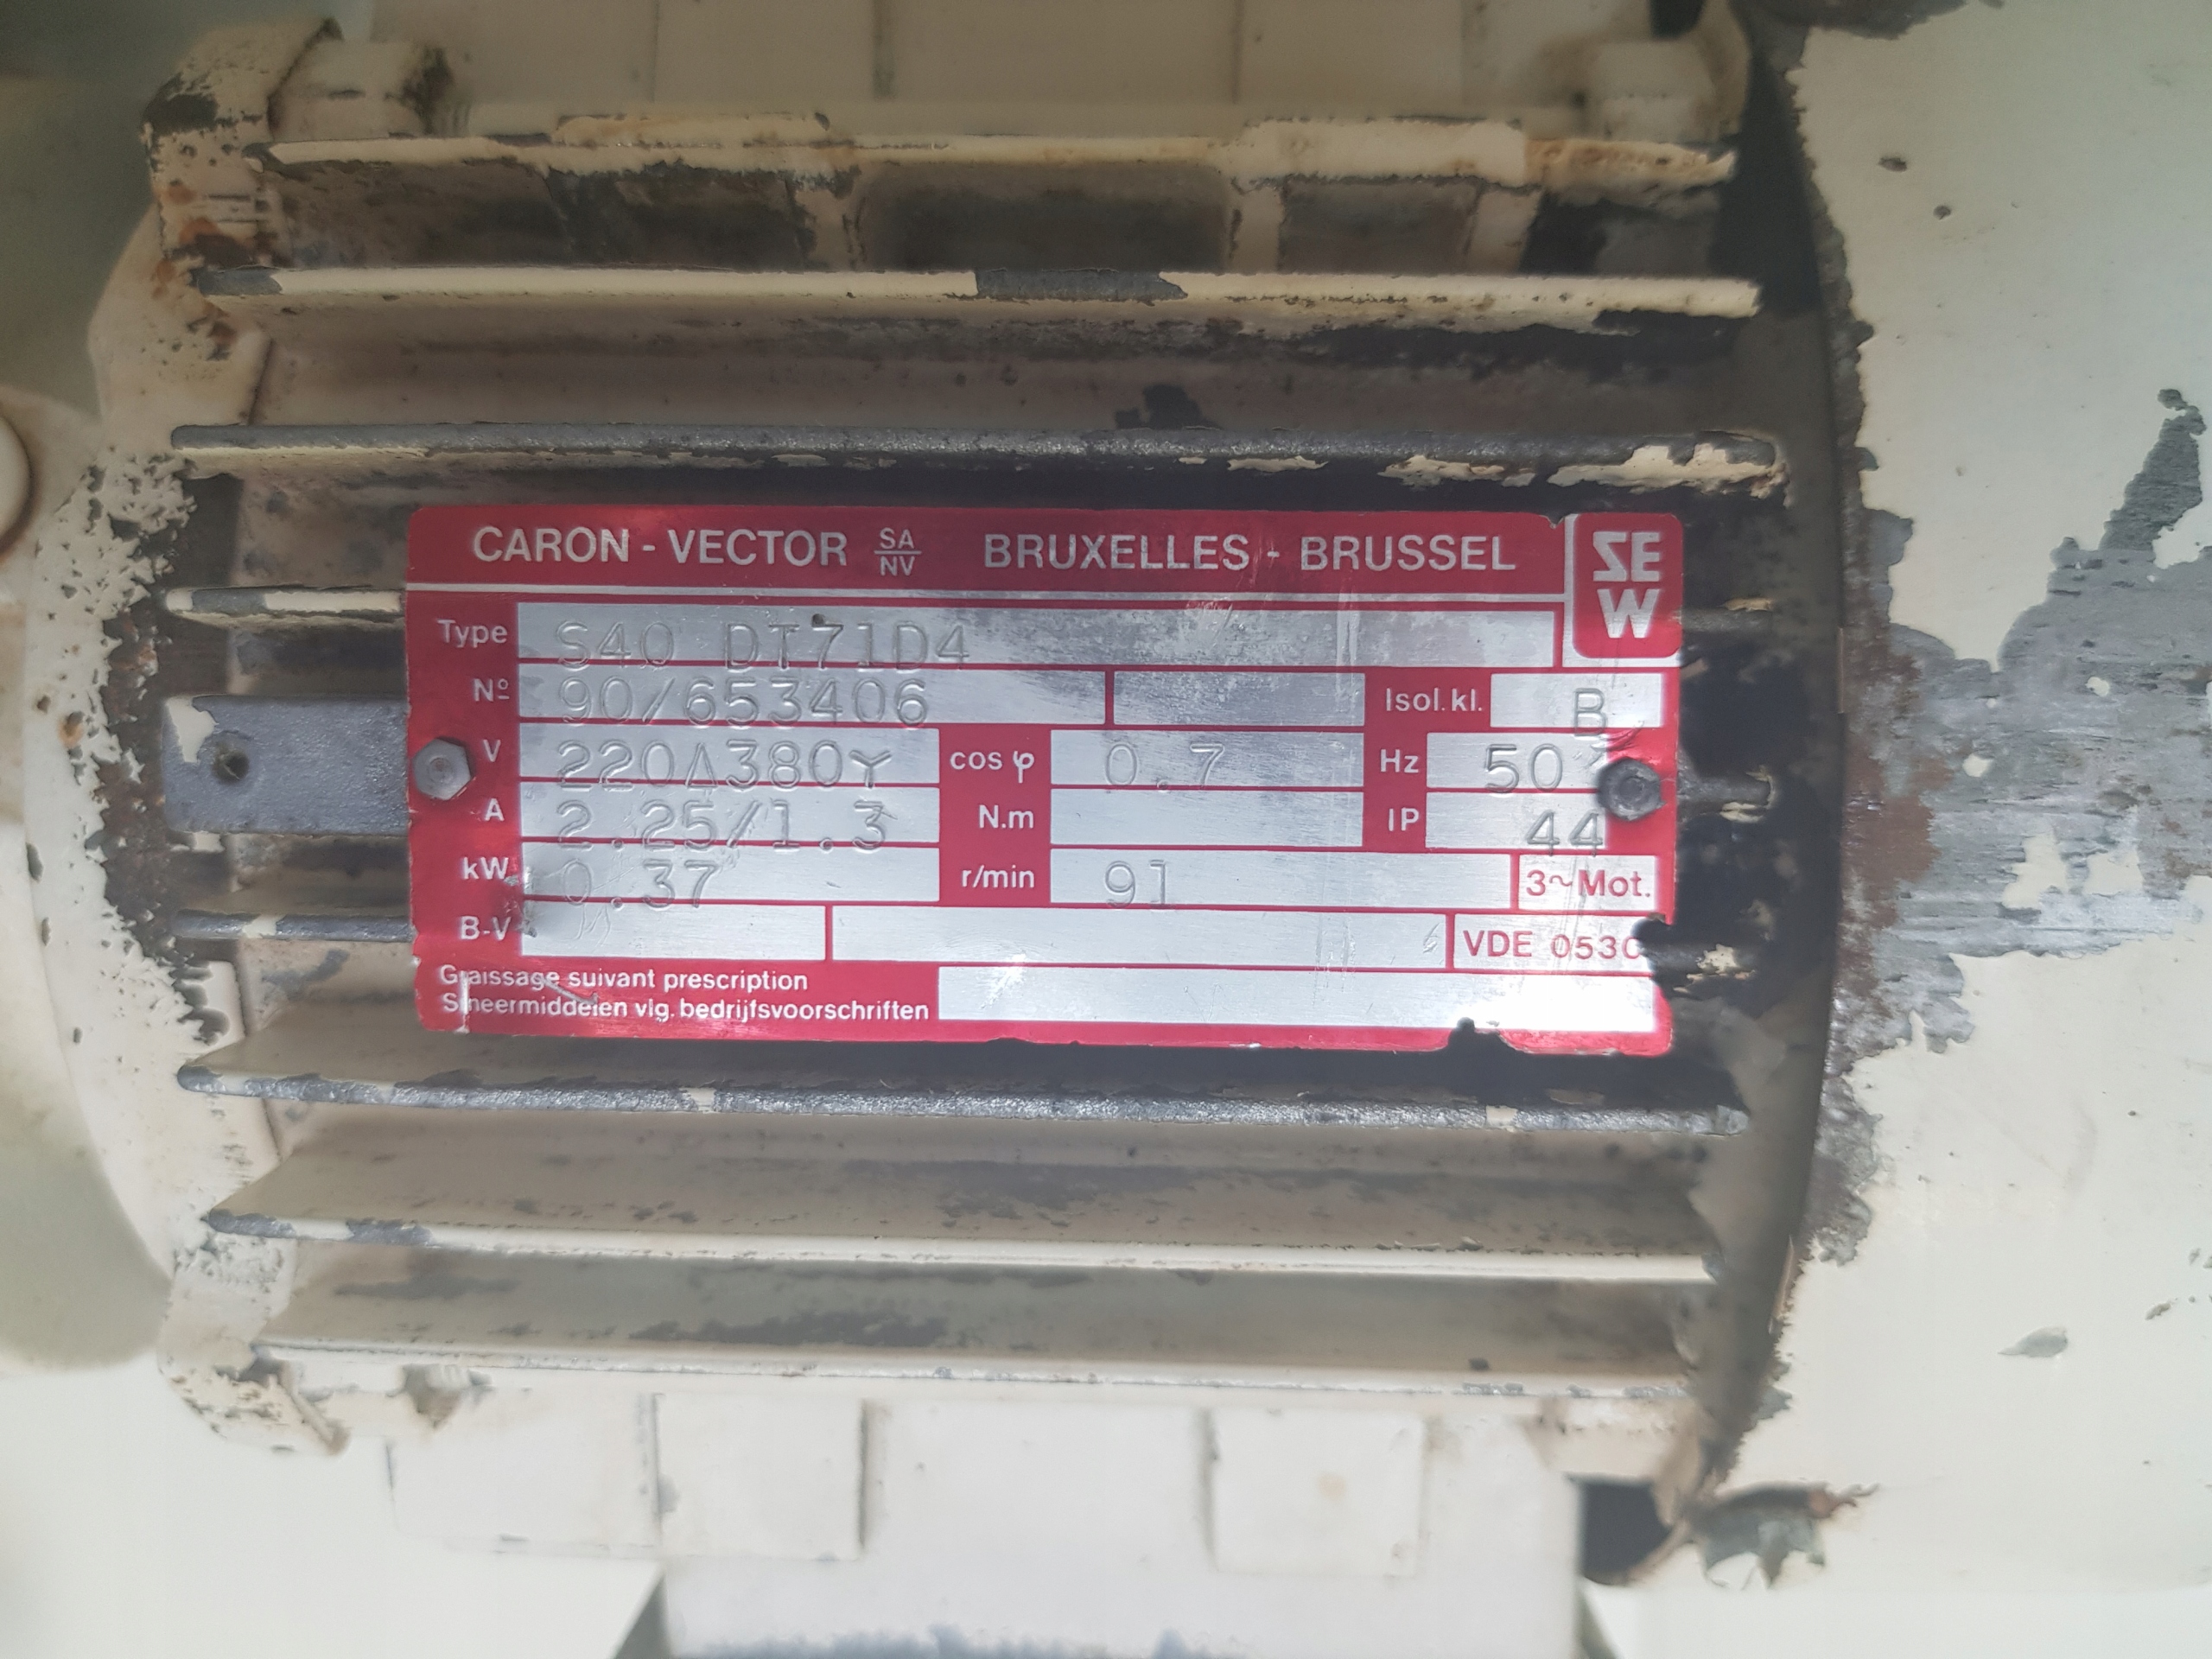 CARON - VECTOR SA/NV BRUXELLES - BRUSSEL
SEW
Type S40 DT71D4
Nº 90/653406 Isol. kl. B
V 220Δ380Y cos φ 0.7 Hz 50
A 2.25/1.3 N.m IP 44
kW 0.37 r/min 91 3~ Mot.
B-V VDE 0530
Graissage suivant prescription
Smeermiddelen vlg. bedrijfsvoorschriften